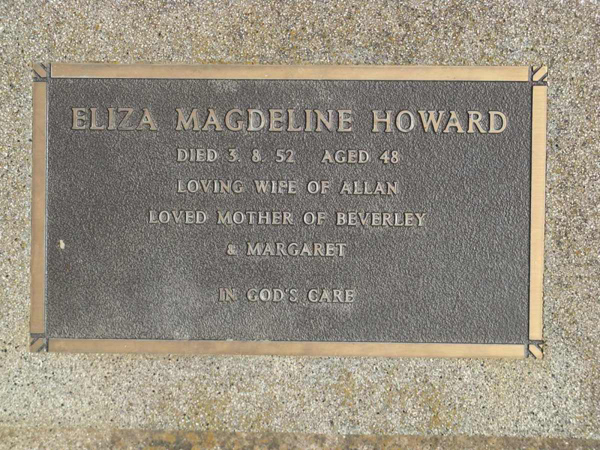 ELIZA MAGDELINE HOWARD
DIED 3. 8. 52 AGED 48
LOVING WIFE OF ALLAN
LOVED MOTHER OF BEVERLEY
& MARGARET
IN GOD'S CARE